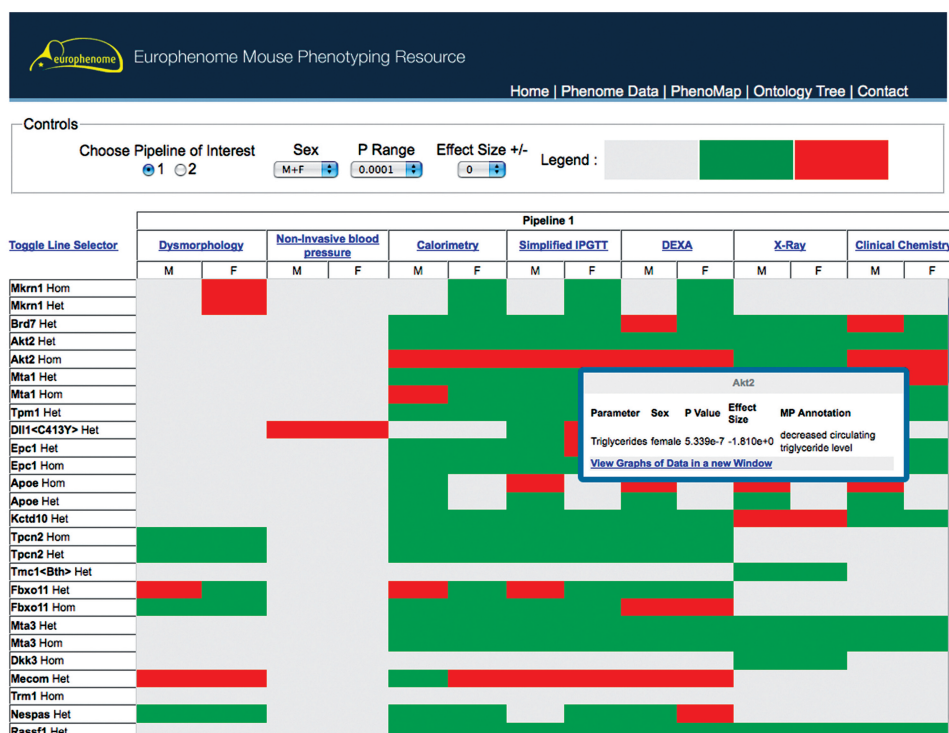 europhenome
Europhenome Mouse Phenotyping Resource
Home | Phenome Data | PhenoMap | Ontology Tree | Contact
Controls
Choose Pipeline of Interest
1 2
Sex
M+F
P Range
0.0001
Effect Size +/-
0
Legend :
Pipeline 1
Toggle Line Selector
Dysmorphology
Non-Invasive blood
pressure
Calorimetry
Simplified IPGTT
DEXA
X-Ray
Clinical Chemistry
M F M F M F M F M F M F M F
Mkrn1 Hom
Mkrn1 Het
Brd7 Het
Akt2 Het
Akt2 Hom
Mta1 Het
Mta1 Hom
Tpm1 Het
Dll1<C413Y> Het
Epc1 Het
Epc1 Hom
Apoe Hom
Apoe Het
Kctd10 Het
Tpcn2 Hom
Tpcn2 Het
Tmc1<Bth> Het
Fbxo11 Het
Fbxo11 Hom
Mta3 Het
Mta3 Hom
Dkk3 Hom
Mecom Het
Trm1 Hom
Nespas Het
Rassf1 Het
Akt2
Parameter Sex P Value Effect
Size MP Annotation
Triglycerides female 5.339e-7 -1.810e+0 decreased circulating
triglyceride level
View Graphs of Data in a new Window